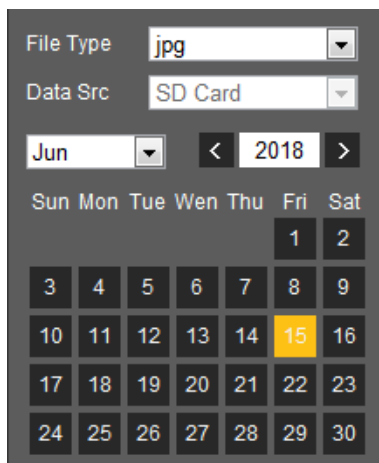 File Type jpg
Data Src SD Card
Jun < 2018 >
Sun Mon Tue Wen Thu Fri Sat
1 2
3 4 5 6 7 8 9
10 11 12 13 14 15 16
17 18 19 20 21 22 23
24 25 26 27 28 29 30